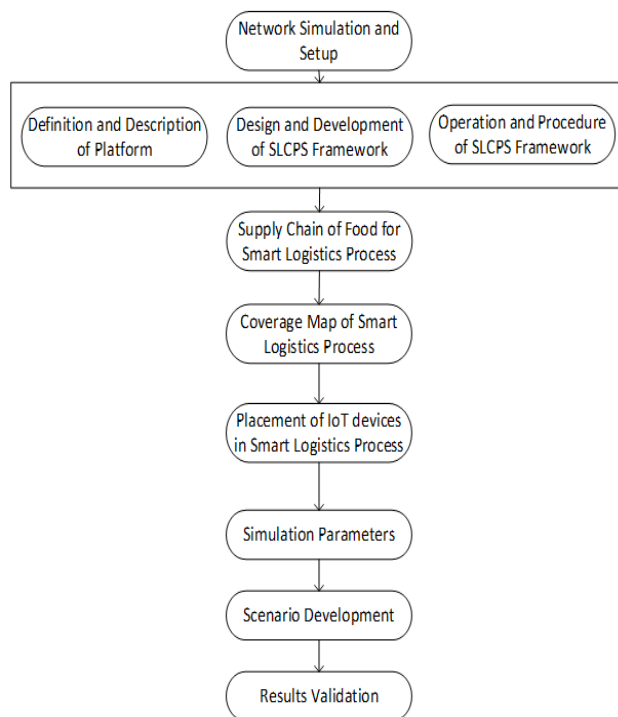 Network Simulation and
Setup
Definition and Description
of Platform
Design and Development
of SLCPS Framework
Operation and Procedure
of SLCPS Framework
Supply Chain of Food for
Smart Logistics Process
Coverage Map of Smart
Logistics Process
Placement of IoT devices
in Smart Logistics Process
Simulation Parameters
Scenario Development
Results Validation